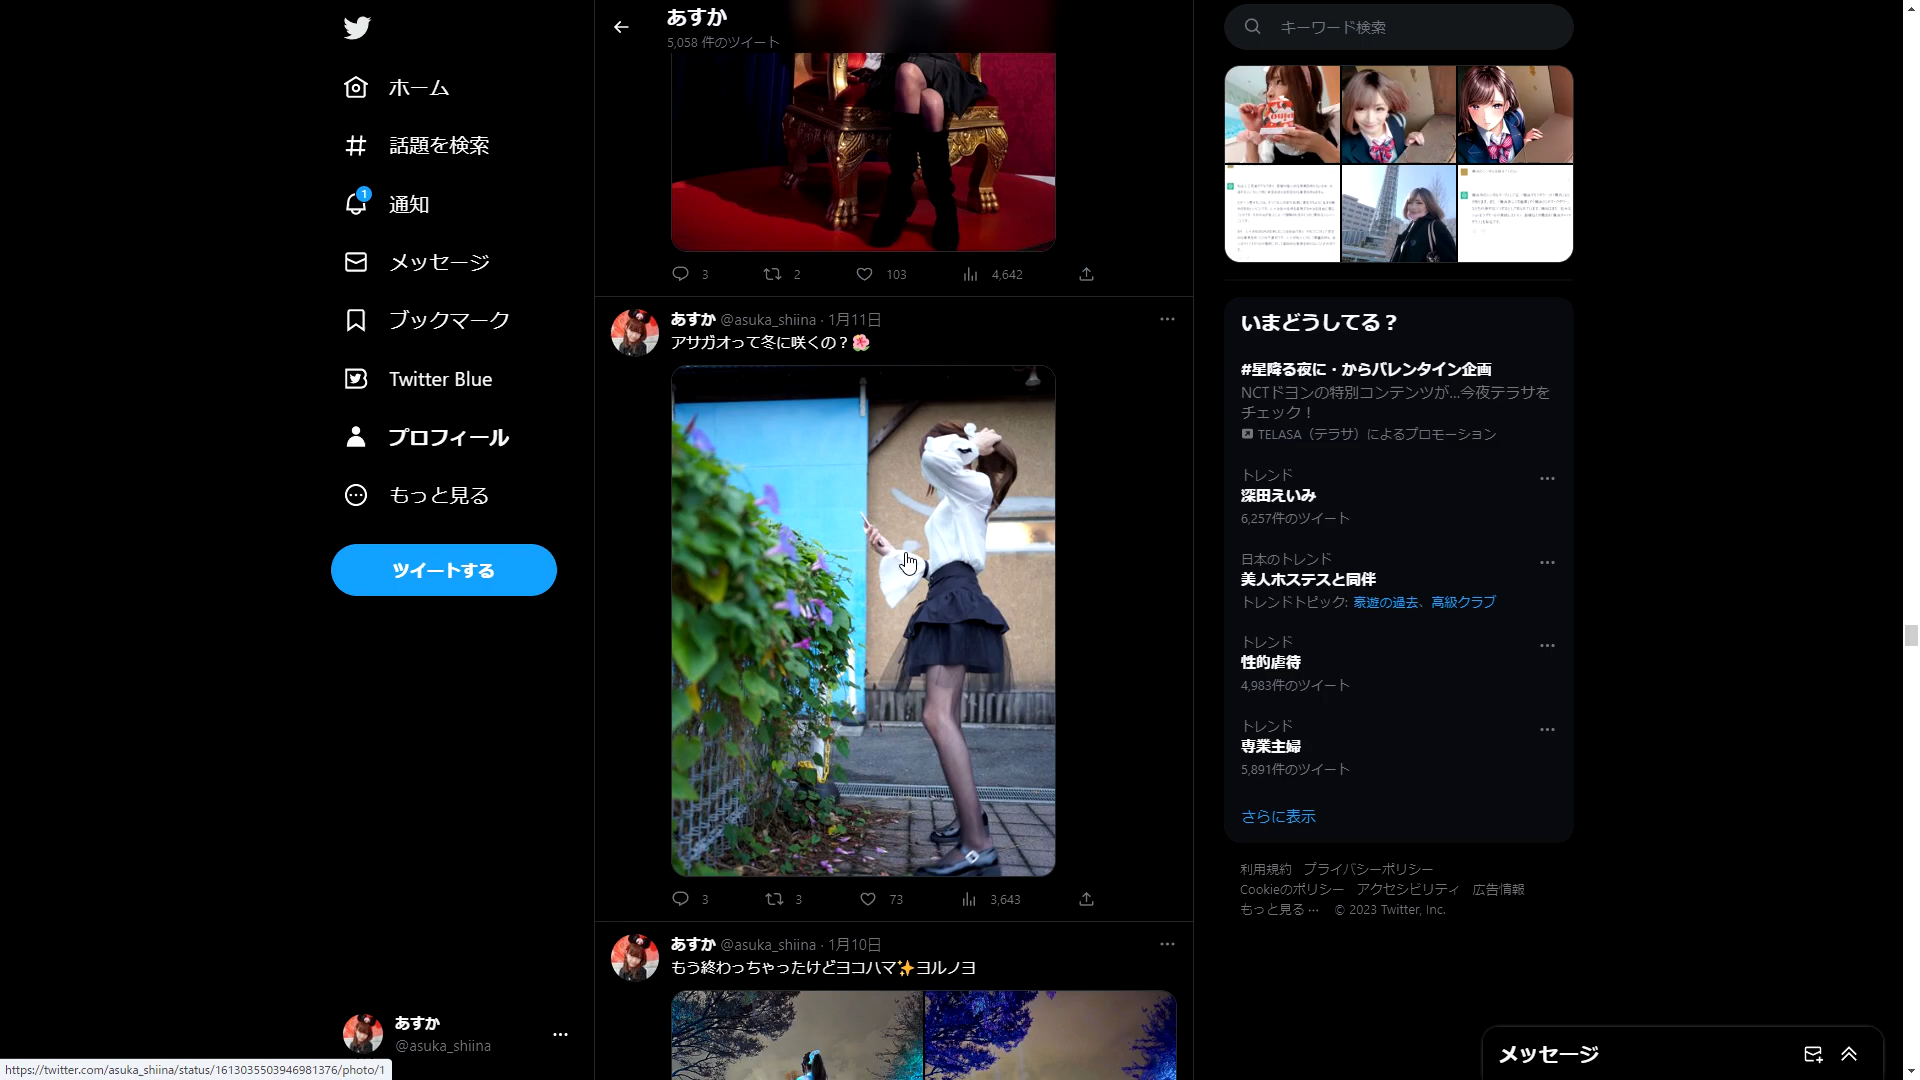 ホーム
話題を検索
1
通知
メッセージ
ブックマーク
Twitter Blue
プロフィール
もっと見る
ツイートする
あすか
@asuka_shiina
https://twitter.com/asuka_shiina/status/1613035503946981376/photo/1
あすか
5,058 件のツイート
3
2
103
4,642
あすか @asuka_shiina · 1月11日
アサガオって冬に咲くの？🌺
3
3
73
3,643
あすか @asuka_shiina · 1月10日
もう終わっちゃったけどヨコハマ✨ヨルノヨ
キーワード検索
いまどうしてる？
#星降る夜に・からバレンタイン企画
NCTドヨンの特別コンテンツが...今夜テラサを
チェック！
TELASA（テラサ）によるプロモーション
トレンド
深田えいみ
6,257件のツイート
日本のトレンド
美人ホステスと同伴
トレンドトピック: 豪遊の過去、高級クラブ
トレンド
性的虐待
4,983件のツイート
トレンド
専業主婦
5,891件のツイート
さらに表示
利用規約 プライバシーポリシー
Cookieのポリシー アクセシビリティ 広告情報
もっと見る ··· © 2023 Twitter, Inc.
メッセージ